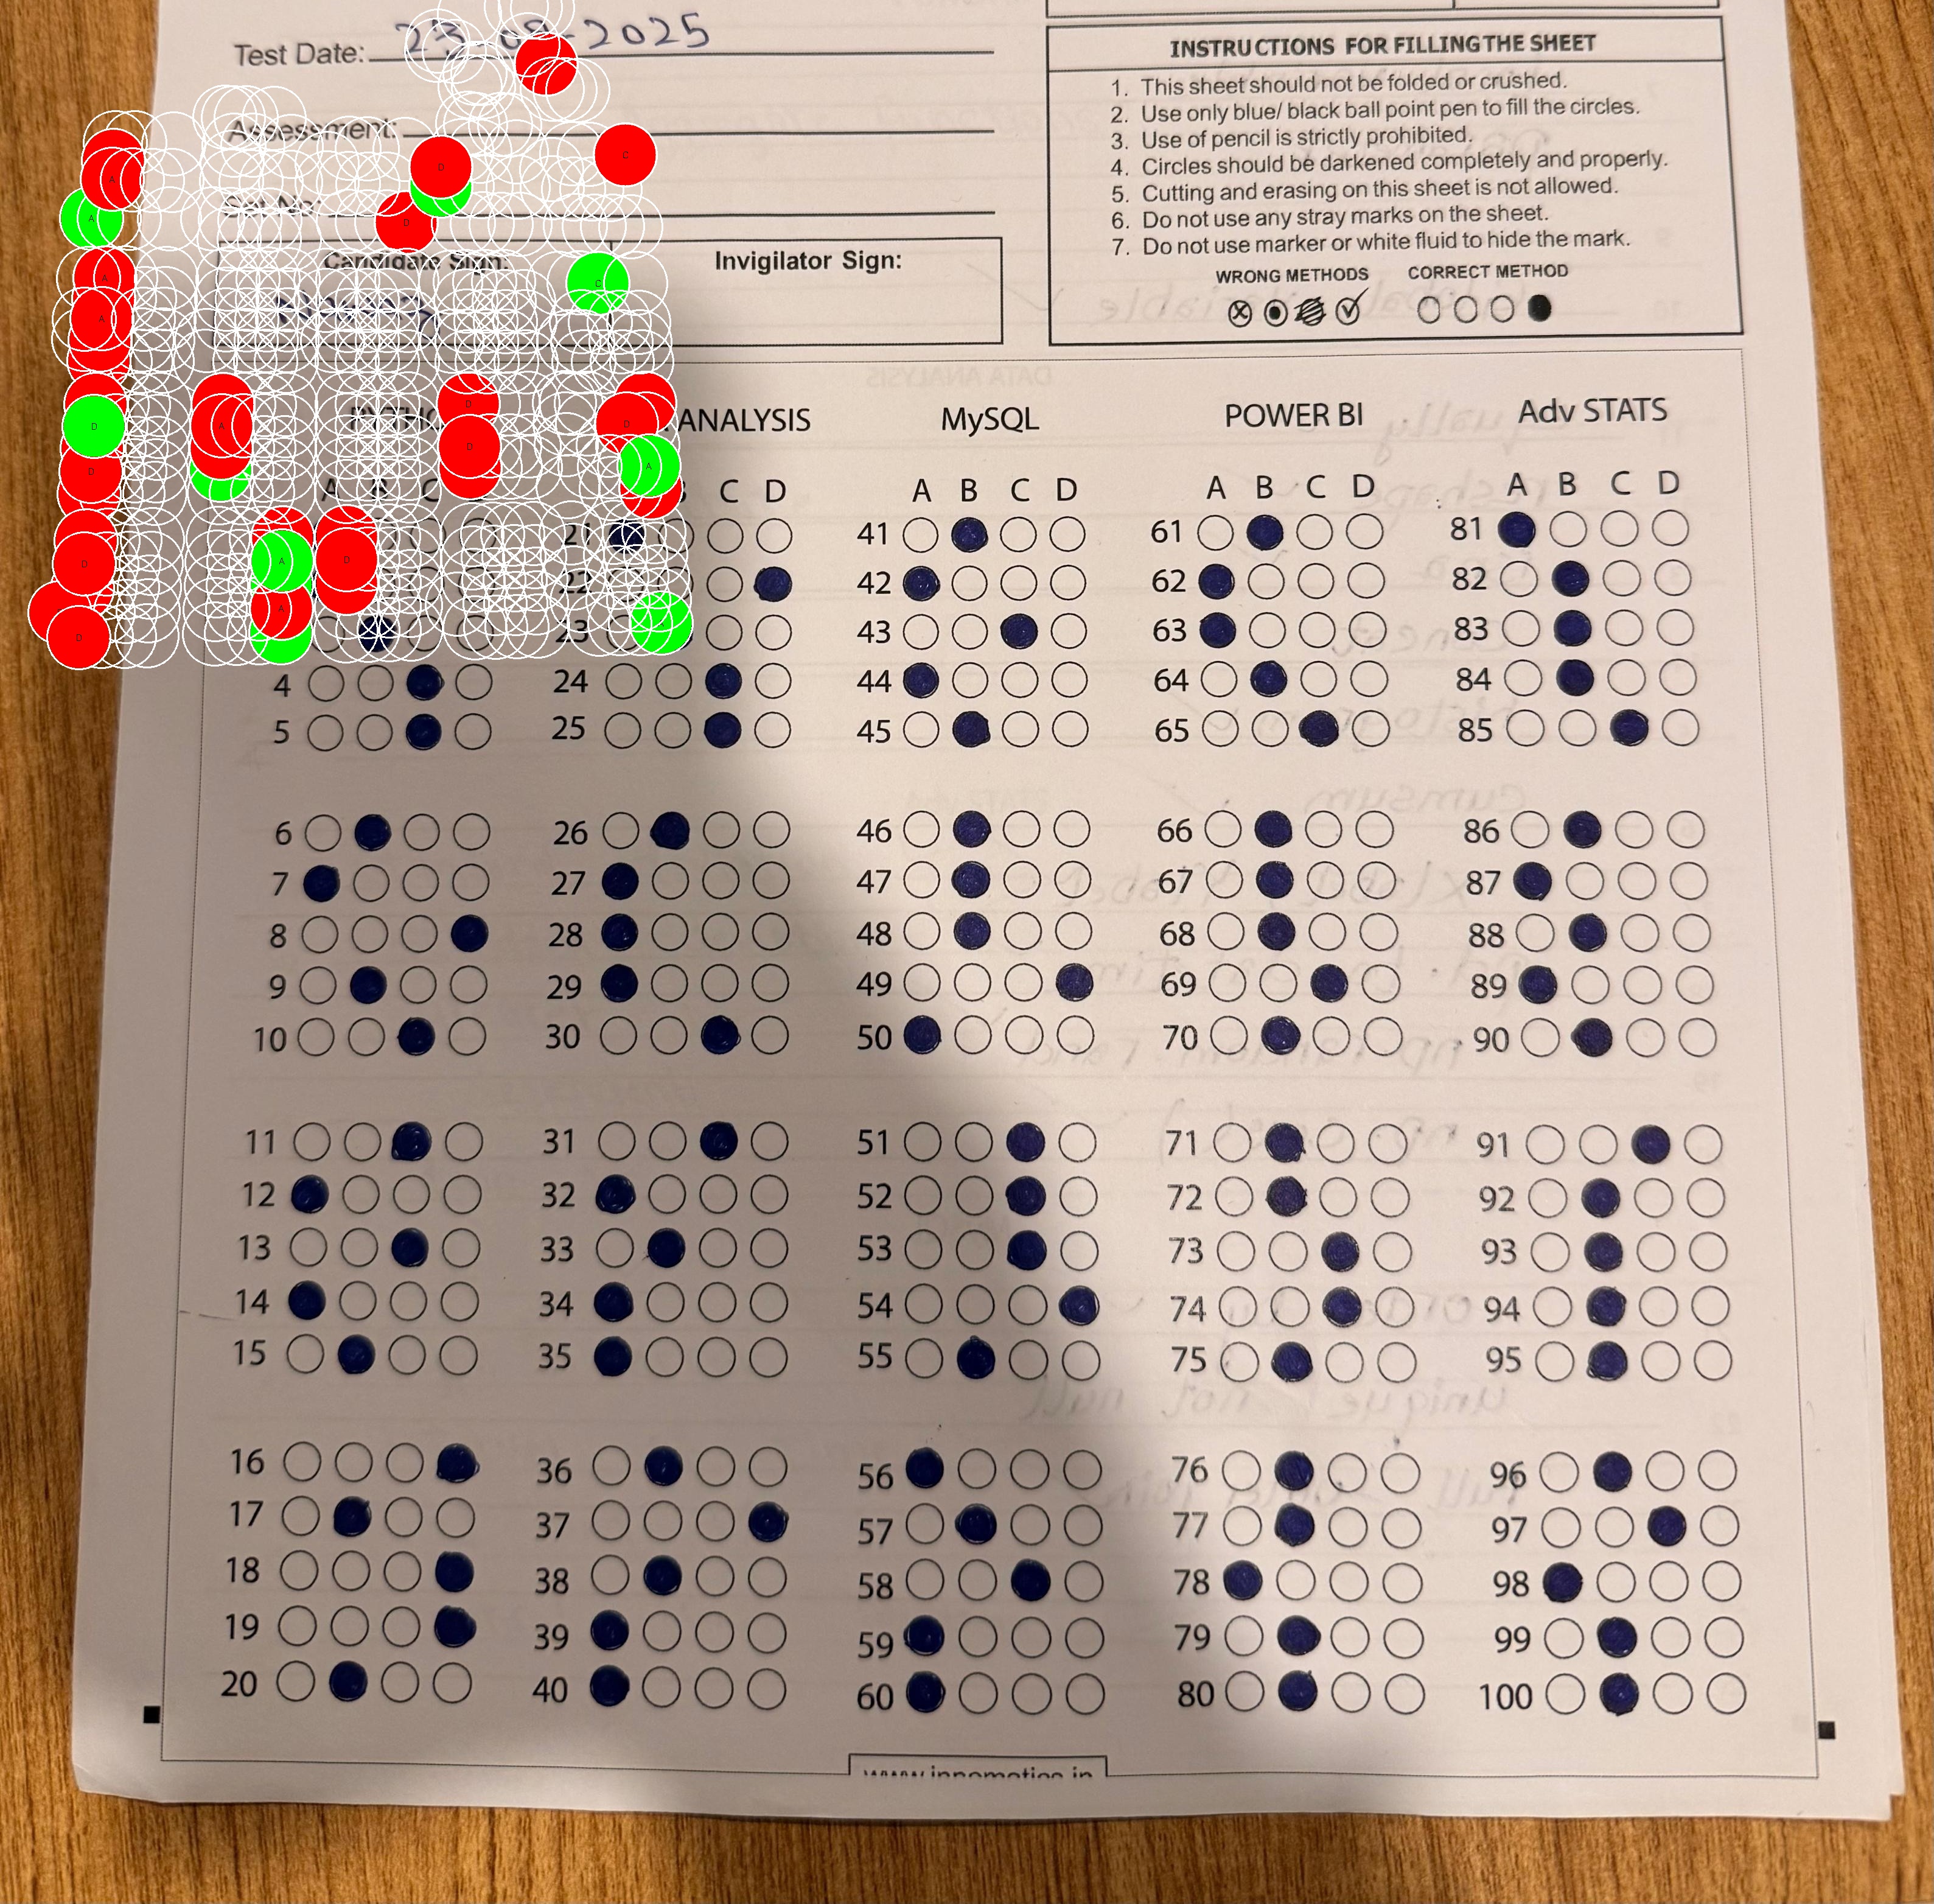 Test Date: 23-08-2025
Assessment:
Set No:
Candidate Sign: Invigilator Sign:
INSTRUCTIONS FOR FILLING THE SHEET
1. This sheet should not be folded or crushed.
2. Use only blue/ black ball point pen to fill the circles.
3. Use of pencil is strictly prohibited.
4. Circles should be darkened completely and properly.
5. Cutting and erasing on this sheet is not allowed.
6. Do not use any stray marks on the sheet.
7. Do not use marker or white fluid to hide the mark.
WRONG METHODS CORRECT METHOD
ANALYSIS MySQL POWER BI Adv STATS
A B C D A B C D A B C D A B C D
21 41 61 81
22 42 62 82
23 43 63 83
4 24 44 64 84
5 25 45 65 85
6 26 46 66 86
7 27 47 67 87
8 28 48 68 88
9 29 49 69 89
10 30 50 70 90
11 31 51 71 91
12 32 52 72 92
13 33 53 73 93
14 34 54 74 94
15 35 55 75 95
16 36 56 76 96
17 37 57 77 97
18 38 58 78 98
19 39 59 79 99
20 40 60 80 100
www.innomatics.in